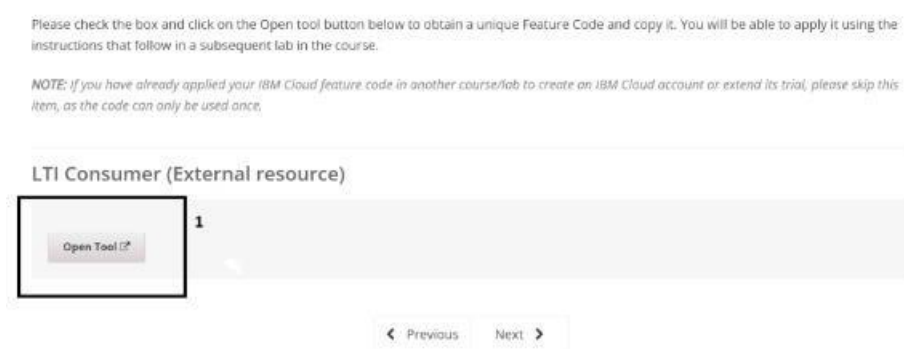 Please check the box and click on the Open tool button below to obtain a unique Feature Code and copy it. You will be able to apply it using the
instructions that follow in a subsequent lab in the course.
NOTE: If you have already applied your IBM Cloud feature code in another course/lab to create an IBM Cloud account or extend its trial, please skip this
item, as the code can only be used once.
LTI Consumer (External resource)
1
Open Tool
Previous Next